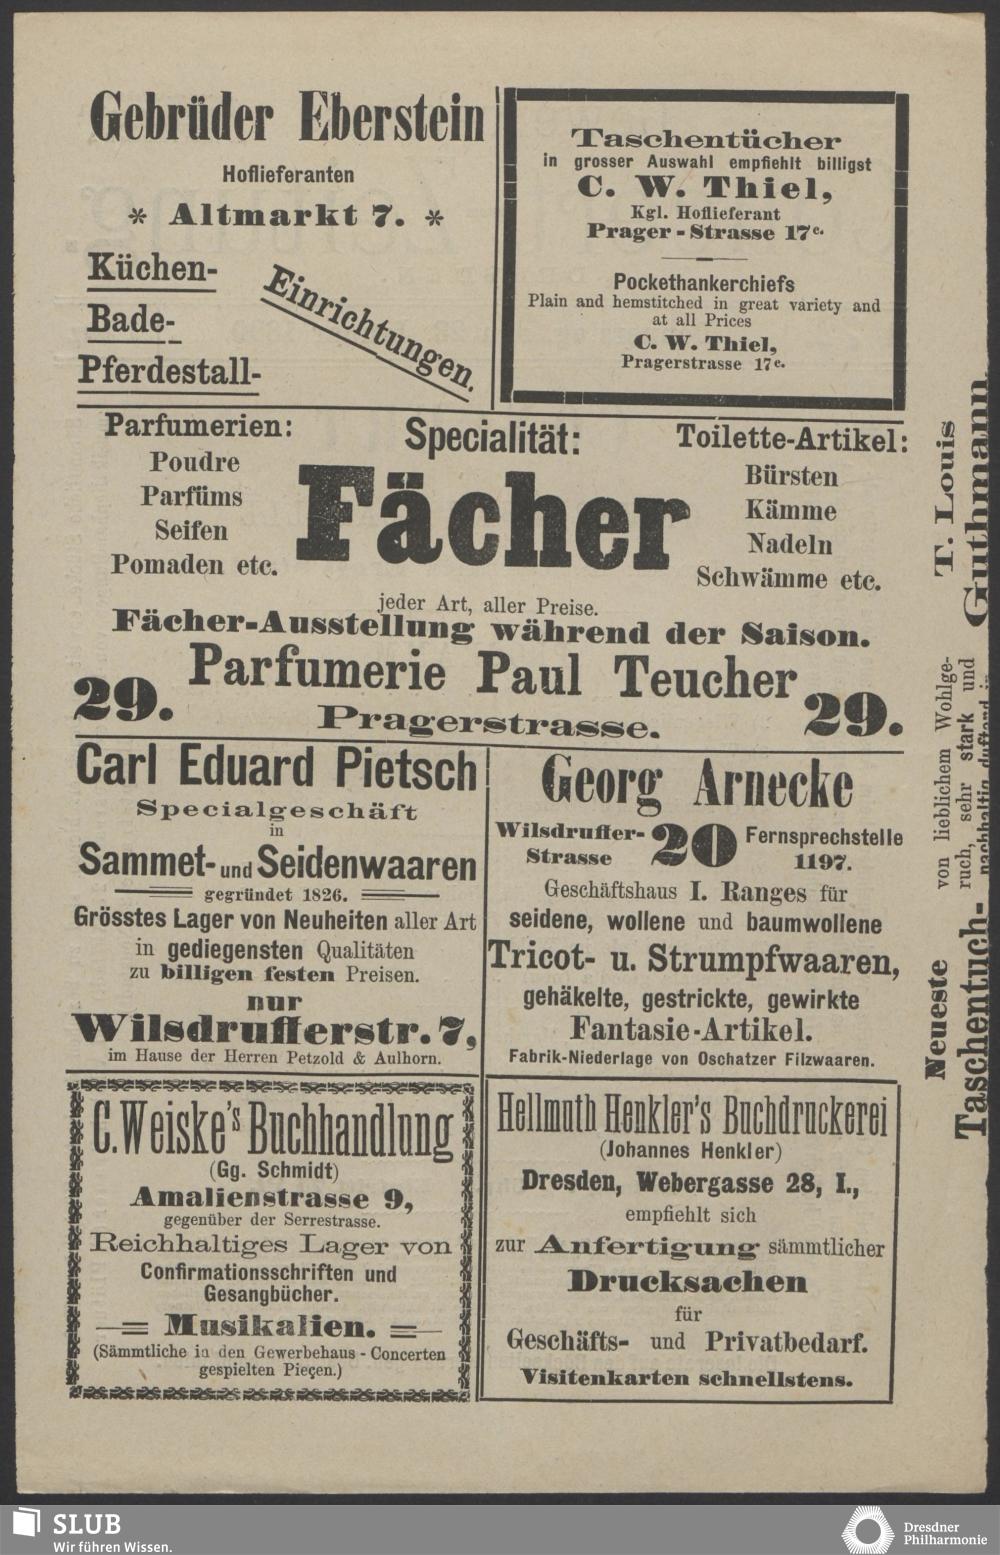 Gebrüder Eberstein
Hoflieferanten
* Altmarkt 7. *
Küchen-
Bade-
Pferdestall-
Einrichtungen.
Taschentücher
in grosser Auswahl empfiehlt billigst
C. W. Thiel,
Kgl. Hoflieferant
Prager-Strasse 17c.
Pockethankerchiefs
Plain and hemstitched in great variety and
at all Prices
C. W. Thiel,
Pragerstrasse 17c.
Parfumerien:
Poudre
Parfüms
Seifen
Pomaden etc.
Specialität:
Fächer
Toilette-Artikel:
Bürsten
Kämme
Nadeln
Schwämme etc.
jeder Art, aller Preise.
Fächer-Ausstellung während der Saison.
29. Parfumerie Paul Teucher 29.
Pragerstrasse.
Carl Eduard Pietsch
Specialgeschäft
in
Sammet- und Seidenwaaren
gegründet 1826.
Grösstes Lager von Neuheiten aller Art
in gediegensten Qualitäten
zu billigen festen Preisen.
nur
Wilsdrufferstr. 7,
im Hause der Herren Petzold & Aulhorn.
Georg Arnecke
Wilsdruffer-
Strasse
20
Fernsprechstelle
1197.
Geschäftshaus I. Ranges für
seidene, wollene und baumwollene
Tricot- u. Strumpfwaaren,
gehäkelte, gestrickte, gewirkte
Fantasie-Artikel.
Fabrik-Niederlage von Oschatzer Filzwaaren.
C. Weiske's Buchhandlung
(Gg. Schmidt)
Amalienstrasse 9,
gegenüber der Serrestrasse.
Reichhaltiges Lager von
Confirmationsschriften und
Gesangbücher.
Musikalien.
(Sämmtliche in den Gewerbehaus-Concerten
gespielten Pieçen.)
Hellmuth Henkler's Buchdruckerei
(Johannes Henkler)
Dresden, Webergasse 28, I.,
empfiehlt sich
zur Anfertigung sämmtlicher
Drucksachen
für
Geschäfts- und Privatbedarf.
Visitenkarten schnellstens.
Neueste
Taschentuch-
von lieblichem Wohlge-
ruch, sehr stark und
nachhaltig duftend in
T. Louis
Guthmann
SLUB
Wir führen Wissen.
Dresdner
Philharmonie